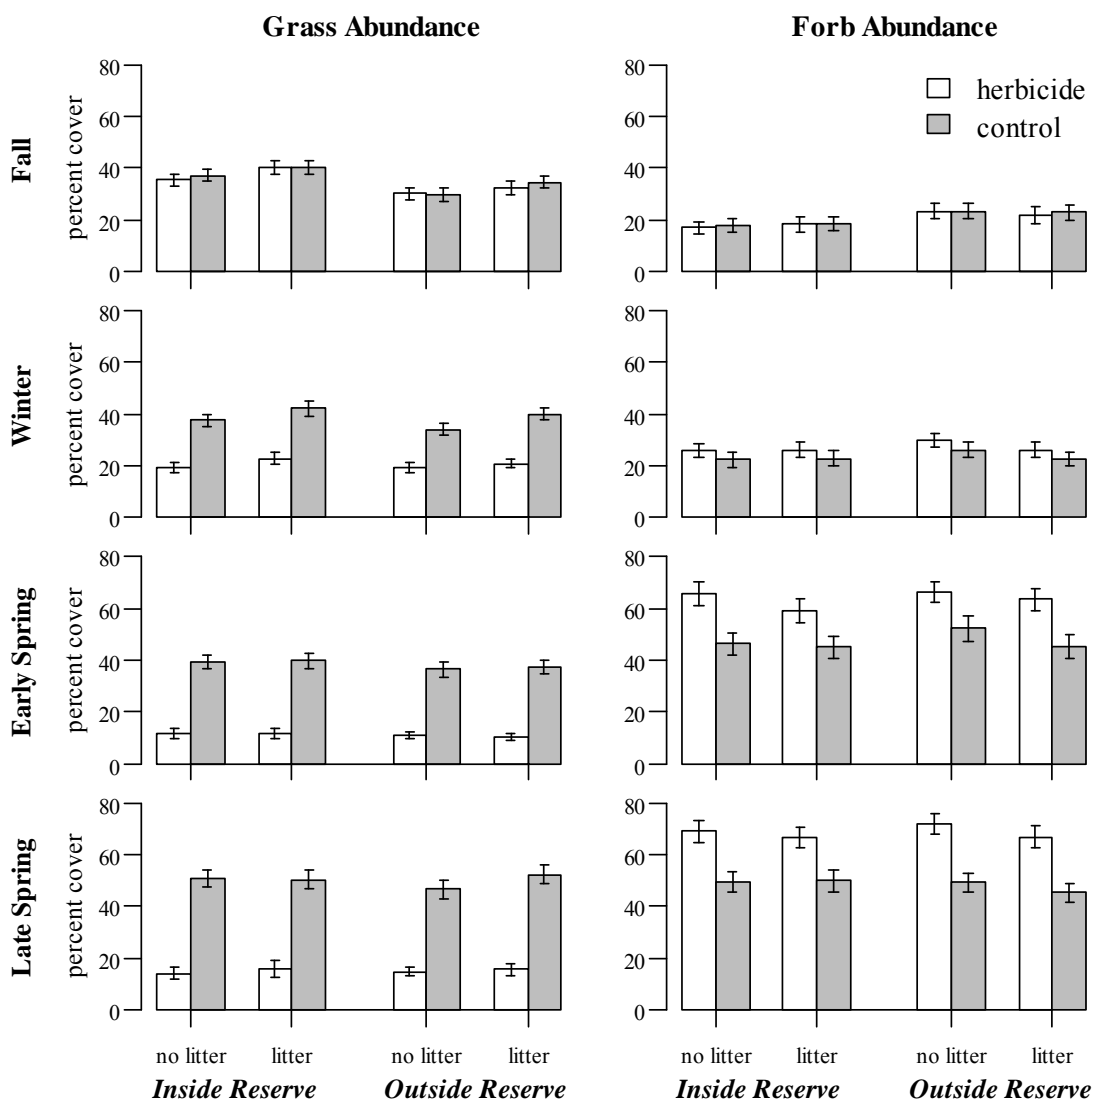 Grass Abundance
Forb Abundance
Fall
percent cover
80
60
40
20
0
80
60
40
20
0
herbicide
control
Winter
percent cover
80
60
40
20
0
80
60
40
20
0
Early Spring
percent cover
80
60
40
20
0
80
60
40
20
0
Late Spring
percent cover
80
60
40
20
0
80
60
40
20
0
no litter litter no litter litter
Inside Reserve Outside Reserve
no litter litter no litter litter
Inside Reserve Outside Reserve